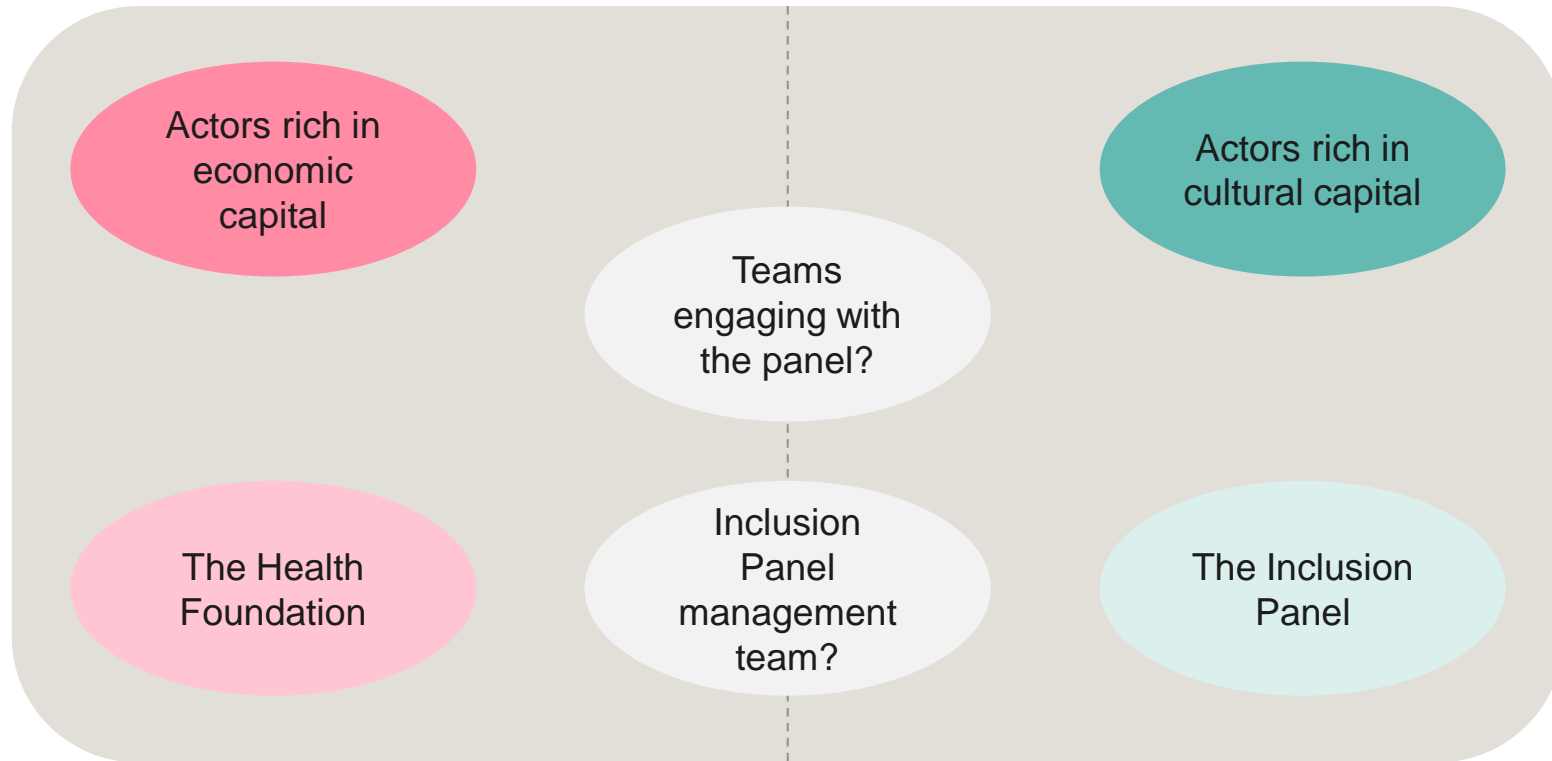 Actors rich in
economic
capital
Actors rich in
cultural capital
Teams
engaging with
the panel?
The Health
Foundation
Inclusion
Panel
management
team?
The Inclusion
Panel